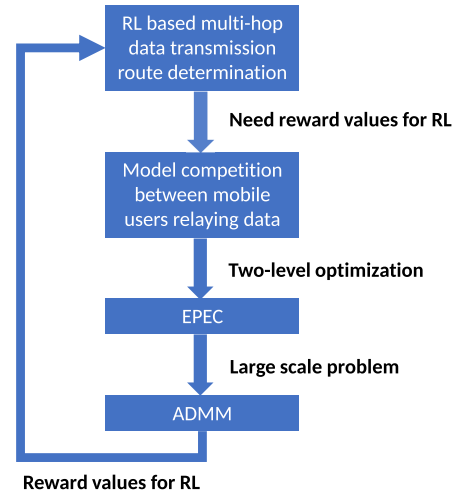 RL based multi-hop
data transmission
route determination
Need reward values for RL
Model competition
between mobile
users relaying data
Two-level optimization
EPEC
Large scale problem
ADMM
Reward values for RL